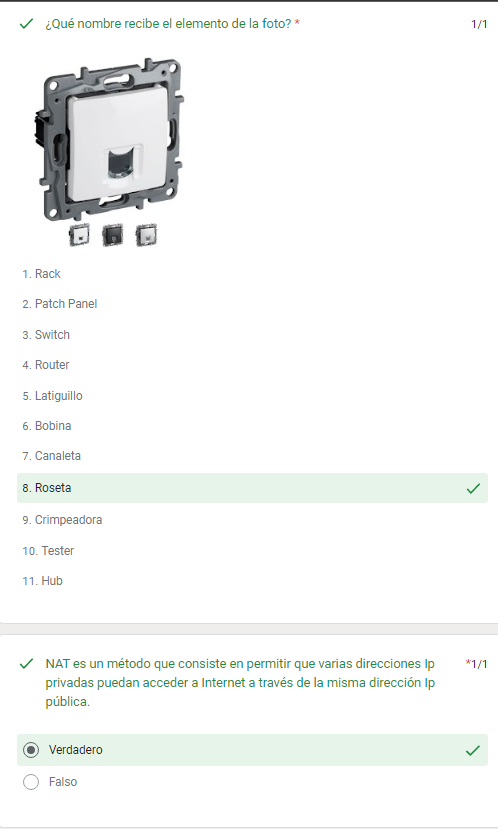 ¿Qué nombre recibe el elemento de la foto? *
1/1
1. Rack
2. Patch Panel
3. Switch
4. Router
5. Latiguillo
6. Bobina
7. Canaleta
8. Roseta
9. Crimpeadora
10. Tester
11. Hub
NAT es un método que consiste en permitir que varias direcciones Ip
*1/1
privadas puedan acceder a Internet a través de la misma dirección Ip
pública.
Verdadero
Falso